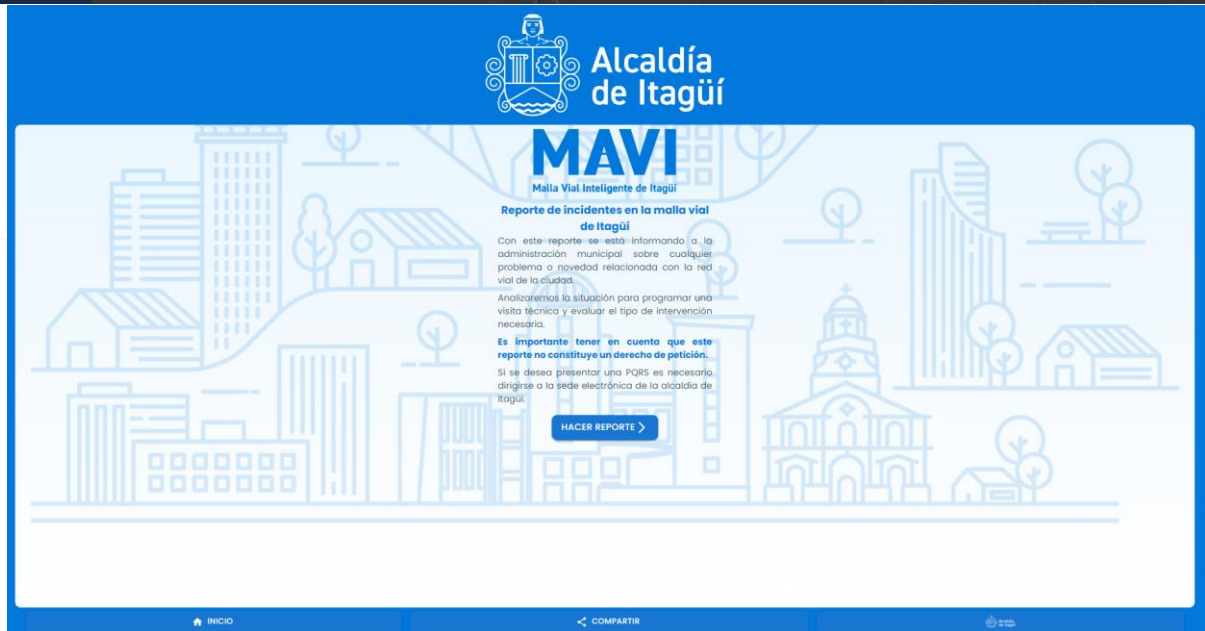 Alcaldía
de Itagüí
MAVI
Malla Vial Inteligente de Itagüí
Reporte de incidentes en la malla vial
de Itagüí
Con este reporte se está informando a la
administración municipal sobre cualquier
problema o novedad relacionada con la red
vial de la ciudad.
Analizaremos la situación para programar una
visita técnica y evaluar el tipo de intervención
necesaria.
Es importante tener en cuenta que este
reporte no constituye un derecho de petición.
Si se desea presentar una PQRS es necesario
dirigirse a la sede electrónica de la alcaldía de
Itagüí.
HACER REPORTE
INICIO
COMPARTIR
Alcaldía
de Itagüí